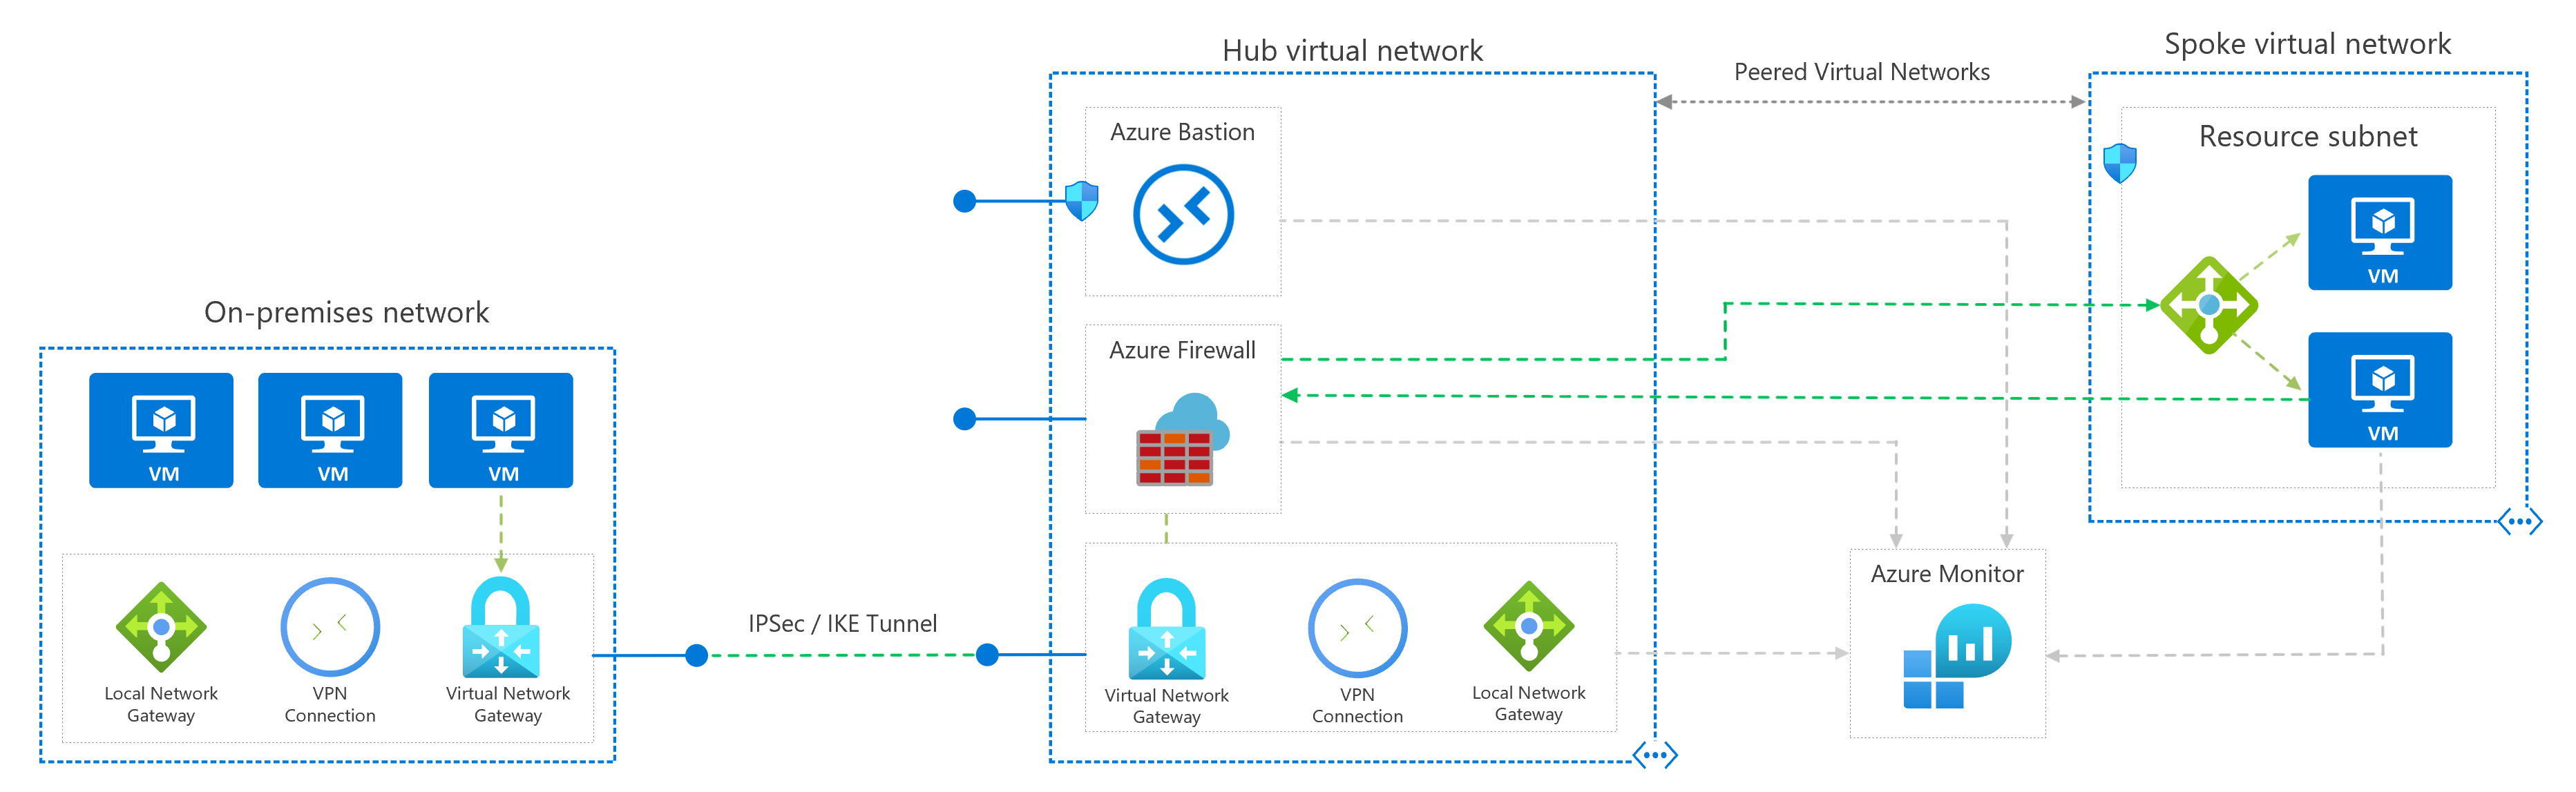 Hub virtual network
Spoke virtual network
Peered Virtual Networks
Azure Bastion
Resource subnet
VM
On-premises network
Azure Firewall
VM
VM
VM
VM
IPSec / IKE Tunnel
Azure Monitor
Local Network
Gateway
VPN
Connection
Virtual Network
Gateway
Virtual Network
Gateway
VPN
Connection
Local Network
Gateway